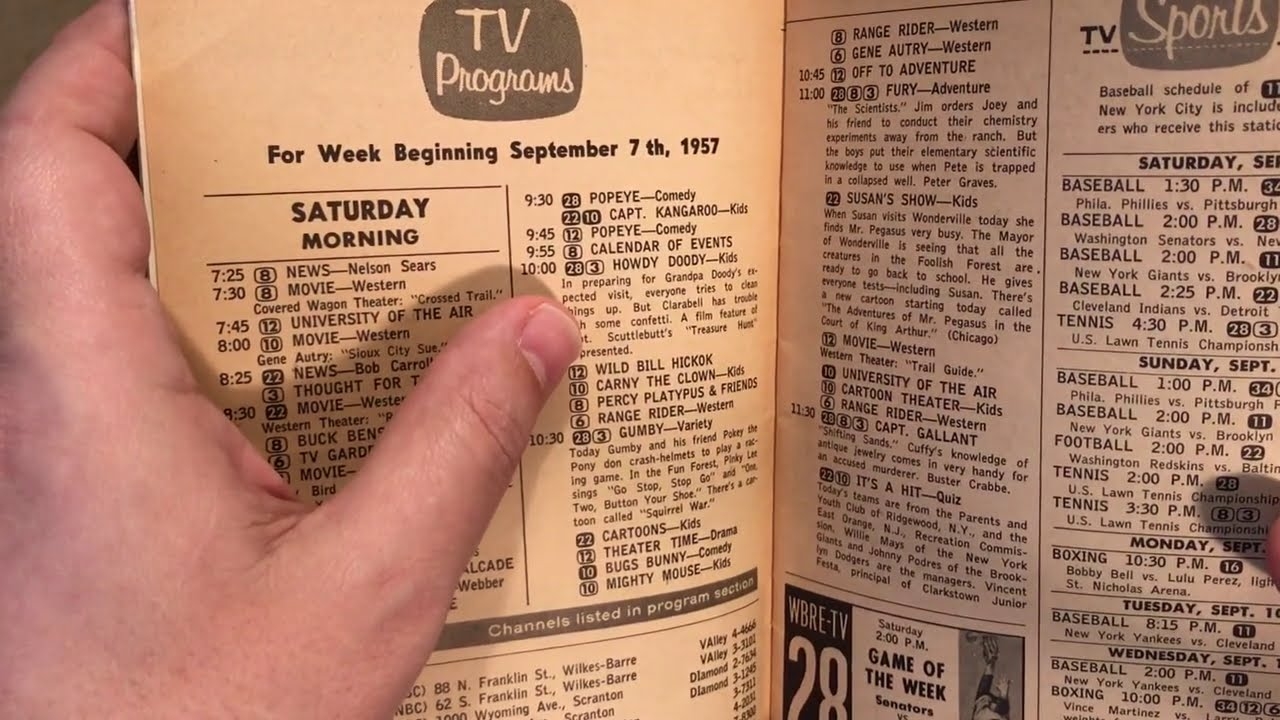 TV
Programs
For Week Beginning September 7 th, 1957
SATURDAY
MORNING
7:25 8 NEWS—Nelson Sears
7:30 8 MOVIE—Western
Covered Wagon Theater: "Crossed Trail."
7:45 12 UNIVERSITY OF THE AIR
8:00 10 MOVIE—Western
Gene Autry: "Sioux City Sue."
8:25 22 NEWS—Bob Carrol
3 THOUGHT FOR T
22 MOVIE—Weste
Western Theater:
8 BUCK BENS
6 TV GARDE
MOVIE—
Bird
ALCADE
Webber
9:30 28 POPEYE—Comedy
22 10 CAPT. KANGAROO—Kids
9:45 12 POPEYE—Comedy
9:55 8 CALENDAR OF EVENTS
10:00 28 3 HOWDY DOODY—Kids
In preparing for Grandpa Doody's ex-
pected visit, everyone tries to clean
things up. But Clarabell has trouble
some confetti. A film feature of
Scuttlebutt's "Treasure Hunt"
presented.
12 WILD BILL HICKOK
10 CARNY THE CLOWN—Kids
8 PERCY PLATYPUS & FRIENDS
6 RANGE RIDER—Western
10:30 28 3 GUMBY—Variety
Today Gumby and his friend Pokey the
Pony don crash-helmets to play a rac-
ing game. In the Fun Forest, Pinky Lee
sings "Go Stop, Stop Go" and "One,
Two, Button Your Shoe." There's a car-
toon called "Squirrel War."
22 CARTOONS—Kids
12 THEATER TIME—Drama
10 BUGS BUNNY—Comedy
10 MIGHTY MOUSE—Kids
Channels listed in program section
88 N. Franklin St., Wilkes-Barre VAlley 4-4666
NBC) 62 S. Franklin St., Wilkes-Barre VAlley 3-3101
1000 Wyoming Ave., Scranton DIamond 2-7634
Scranton DIamond 3-1245
3-7311
4-2031
8 RANGE RIDER—Western
6 GENE AUTRY—Western
10:45 12 OFF TO ADVENTURE
11:00 28 8 3 FURY—Adventure
"The Scientists." Jim orders Joey and
his friend to conduct their chemistry
experiments away from the ranch. But
the boys put their elementary scientific
knowledge to use when Pete is trapped
in a collapsed well. Peter Graves.
22 SUSAN'S SHOW—Kids
When Susan visits Wonderville today she
finds Mr. Pegasus very busy. The Mayor
of Wonderville is seeing that all the
creatures in the Foolish Forest are
ready to go back to school. He gives
everyone tests—including Susan. There's
a new cartoon starting today called
"The Adventures of Mr. Pegasus in the
Court of King Arthur." (Chicago)
12 MOVIE—Western
Western Theater: "Trail Guide."
10 UNIVERSITY OF THE AIR
10 CARTOON THEATER—Kids
6 RANGE RIDER—Western
11:30 28 8 3 CAPT. GALLANT
"Shifting Sands." Cuffy's knowledge of
antique jewelry comes in very handy for
an accused murderer. Buster Crabbe.
22 10 IT'S A HIT—Quiz
Today's teams are from the Parents and
Youth Club of Ridgewood, N.Y., and the
East Orange, N.J., Recreation Commis-
sion, Willie Mays of the New York
Giants and Johnny Podres of the Brook-
lyn Dodgers are the managers. Vincent
Festa, principal of Clarkstown Junior
WBRE-TV
28
Saturday
2:00 P.M.
GAME OF
THE WEEK
Senators
vs
TV Sports
Baseball schedule of 11
New York City is include
ers who receive this static
SATURDAY, SE
BASEBALL 1:30 P.M. 34
Phila. Phillies vs. Pittsburgh
BASEBALL 2:00 P.M. 28
Washington Senators vs. New
BASEBALL 2:00 P.M. 11
New York Giants vs. Brooklyn
BASEBALL 2:25 P.M. 22
Cleveland Indians vs. Detroit
TENNIS 4:30 P.M. 28 3
U.S. Lawn Tennis Championsh
SUNDAY, SEPT.
BASEBALL 1:00 P.M. 34
Phila. Phillies vs. Pittsburgh
BASEBALL 2:00 P.M. 11
New York Giants vs. Brooklyn
FOOTBALL 2:00 P.M. 22
Washington Redskins vs. Baltim
TENNIS 2:00 P.M. 28
U.S. Lawn Tennis Championship
TENNIS 3:30 P.M. 8 3
U.S. Lawn Tennis Championship
MONDAY, SEPT.
BOXING 10:30 P.M. 16
Bobby Bell vs. Lulu Perez, ligh
St. Nicholas Arena.
TUESDAY, SEPT. 10
BASEBALL 8:15 P.M. 11
New York Yankees vs. Cleveland
WEDNESDAY, SEPT.
BASEBALL 2:00 P.M. 11
New York Yankees vs. Cleveland
BOXING 10:00 P.M. 34 12 6
Vince Martinez vs.